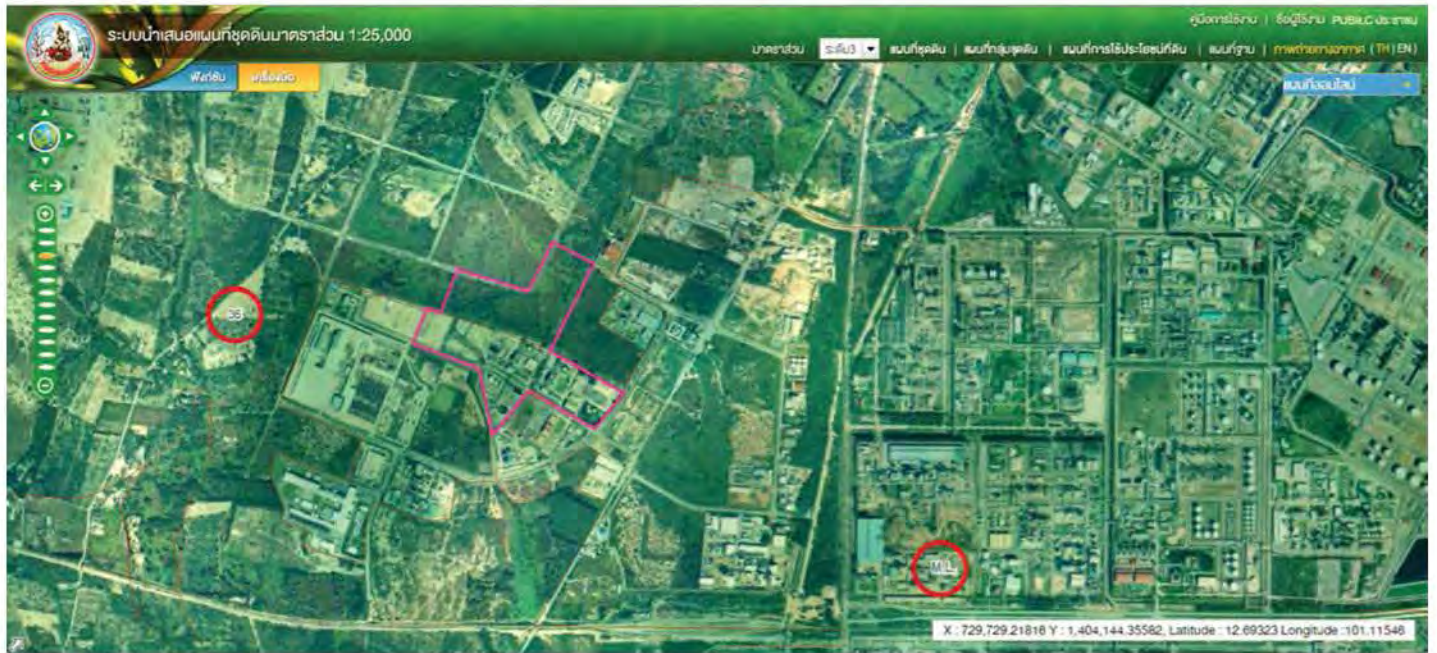 คู่มือการใช้งาน | ชื่อผู้ใช้งาน PUBILC-ประชาชน
ระบบนำเสนอแผนที่ชุดดินมาตราส่วน 1:25,000
มาตราส่วน ระดับ3 แผนที่ชุดดิน | แผนที่กลุ่มชุดดิน | แผนที่การใช้ประโยชน์ที่ดิน | แผนที่ฐาน | ภาพถ่ายทางอากาศ ( TH | EN )
ฟังก์ชัน เครื่องมือ
แผนที่ออนไลน์
X : 729,729.21818 Y : 1,404,144.35582, Latitude : 12.69323 Longitude :101.11546